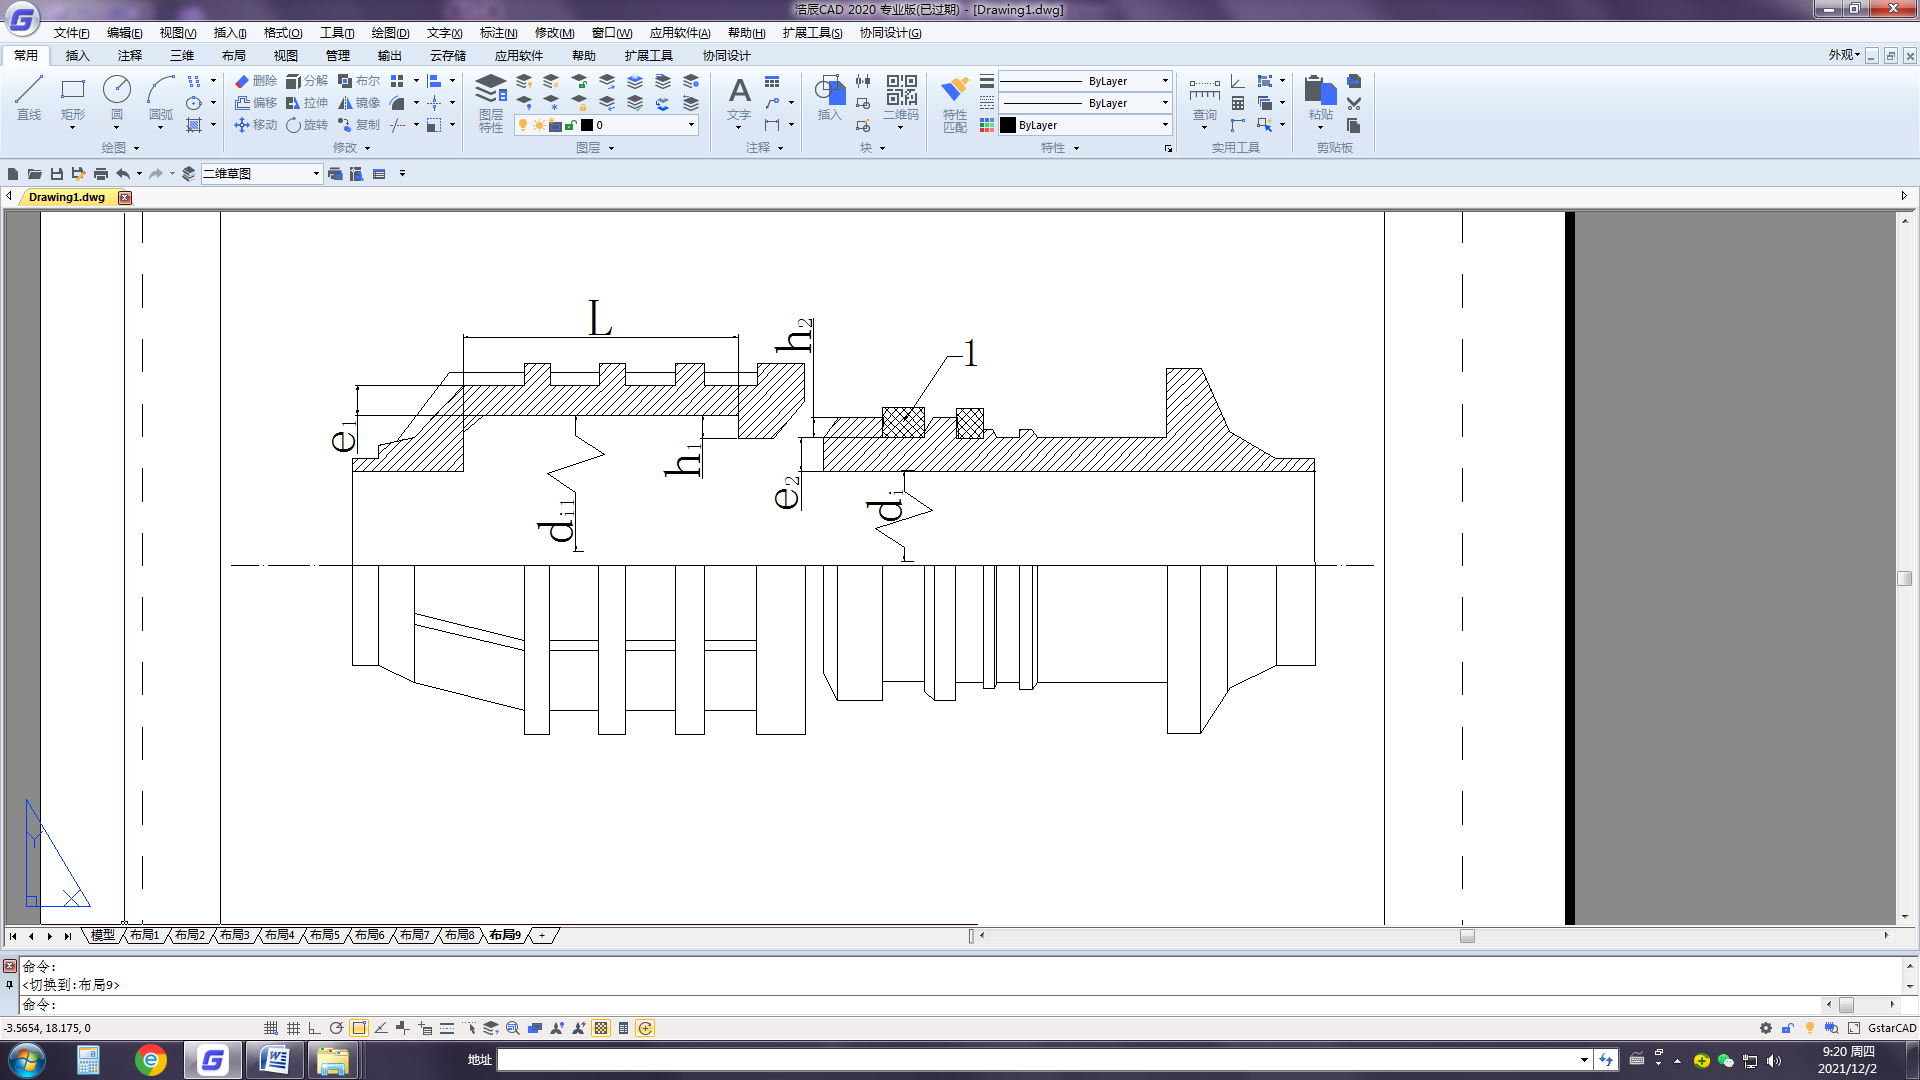 浩辰CAD 2020 专业版(已过期) - [Drawing1.dwg]
文件(F) 编辑(E) 视图(V) 插入(I) 格式(O) 工具(T) 绘图(D) 文字(X) 标注(N) 修改(M) 窗口(W) 应用软件(A) 帮助(H) 扩展工具(S) 协同设计(G)
常用 插入 注释 三维 布局 视图 管理 输出 云存储 应用软件 帮助 扩展工具 协同设计 外观
直线 矩形 圆 圆弧
删除 分解 布尔
偏移 拉伸 镜像
移动 旋转 复制
图层特性
0
文字
插入 二维码
特性匹配
ByLayer
ByLayer
ByLayer
查询 粘贴
绘图 修改 图层 注释 块 特性 实用工具 剪贴板
二维草图
Drawing1.dwg
L
h2
1
e1
h1
e2
di1
di
Y
X
模型 布局1 布局2 布局3 布局4 布局5 布局6 布局7 布局8 布局9 +
命令:
<切换到:布局9>
命令:
-3.5654, 18.175, 0
GstarCAD
地址
9:20 周四
2021/12/2